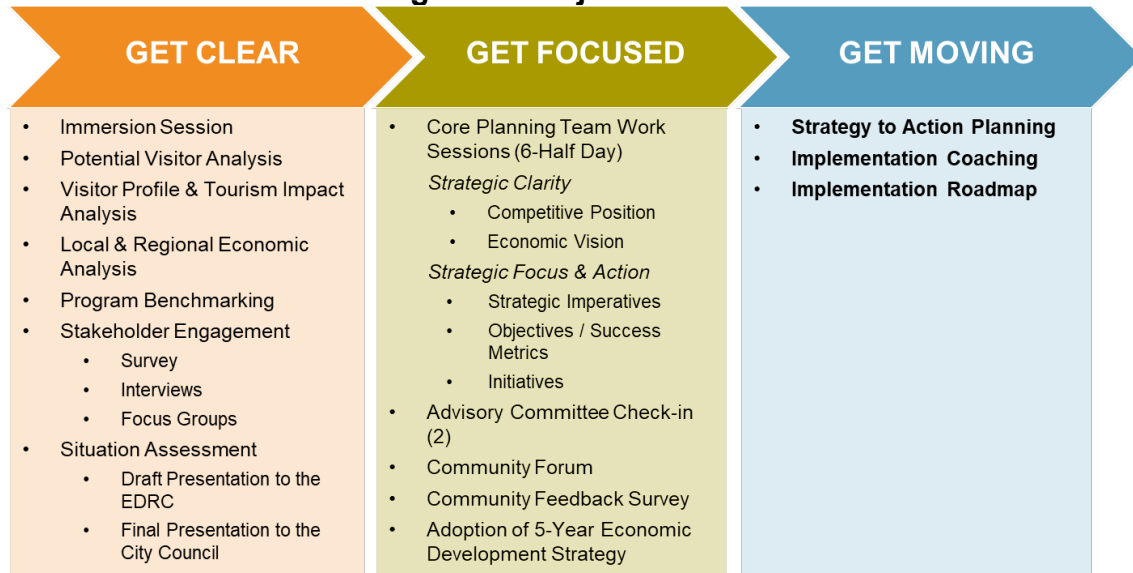 GET CLEAR
• Immersion Session
• Potential Visitor Analysis
• Visitor Profile & Tourism Impact
Analysis
• Local & Regional Economic
Analysis
• Program Benchmarking
• Stakeholder Engagement
• Survey
• Interviews
• Focus Groups
• Situation Assessment
• Draft Presentation to the
EDRC
• Final Presentation to the
City Council
GET FOCUSED
• Core Planning Team Work
Sessions (6-Half Day)
Strategic Clarity
• Competitive Position
• Economic Vision
Strategic Focus & Action
• Strategic Imperatives
• Objectives / Success
Metrics
• Initiatives
• Advisory Committee Check-in
(2)
• Community Forum
• Community Feedback Survey
• Adoption of 5-Year Economic
Development Strategy
GET MOVING
• Strategy to Action Planning
• Implementation Coaching
• Implementation Roadmap